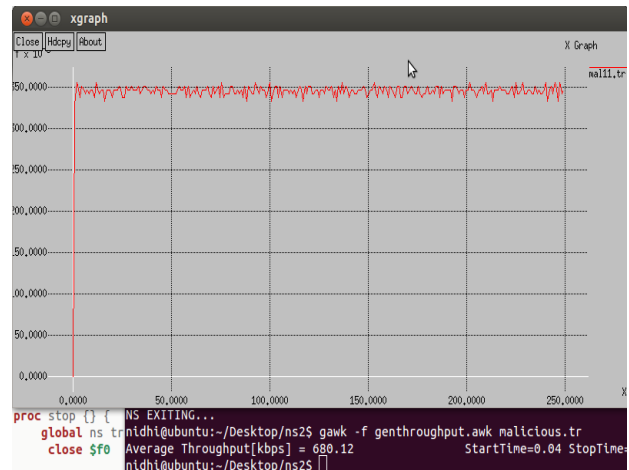 xgraph
Close Hdcpy About
X Graph
Y x 10
mal11.tr
350.0000
300.0000
250.0000
200.0000
150.0000
100.0000
50.0000
0.0000
0.0000 50.0000 100.0000 150.0000 200.0000 250.0000
X
proc stop {} { NS EXITING...
global ns tr nidhi@ubuntu:~/Desktop/ns2$ gawk -f genthroughput.awk malicious.tr
close $f0 Average Throughput[kbps] = 680.12 StartTime=0.04 StopTime=
nidhi@ubuntu:~/Desktop/ns2$